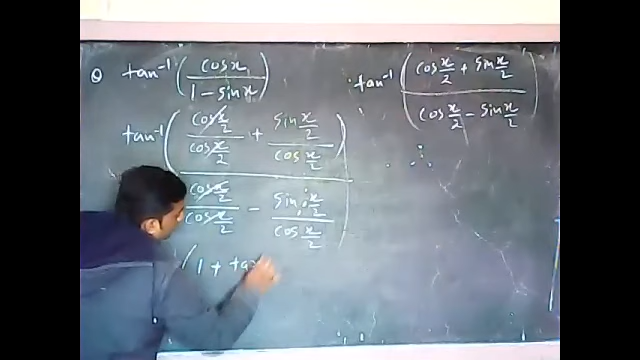 Q tan⁻¹ ( cos x / 1 - sin x )
tan⁻¹ ( cos x/2 / cos x/2 + sin x/2 / cos x/2
cos x/2 / cos x/2 - sin x/2 / cos x/2 )
( 1 + ta
tan⁻¹ ( cos x/2 + sin x/2
cos x/2 - sin x/2 )
∴